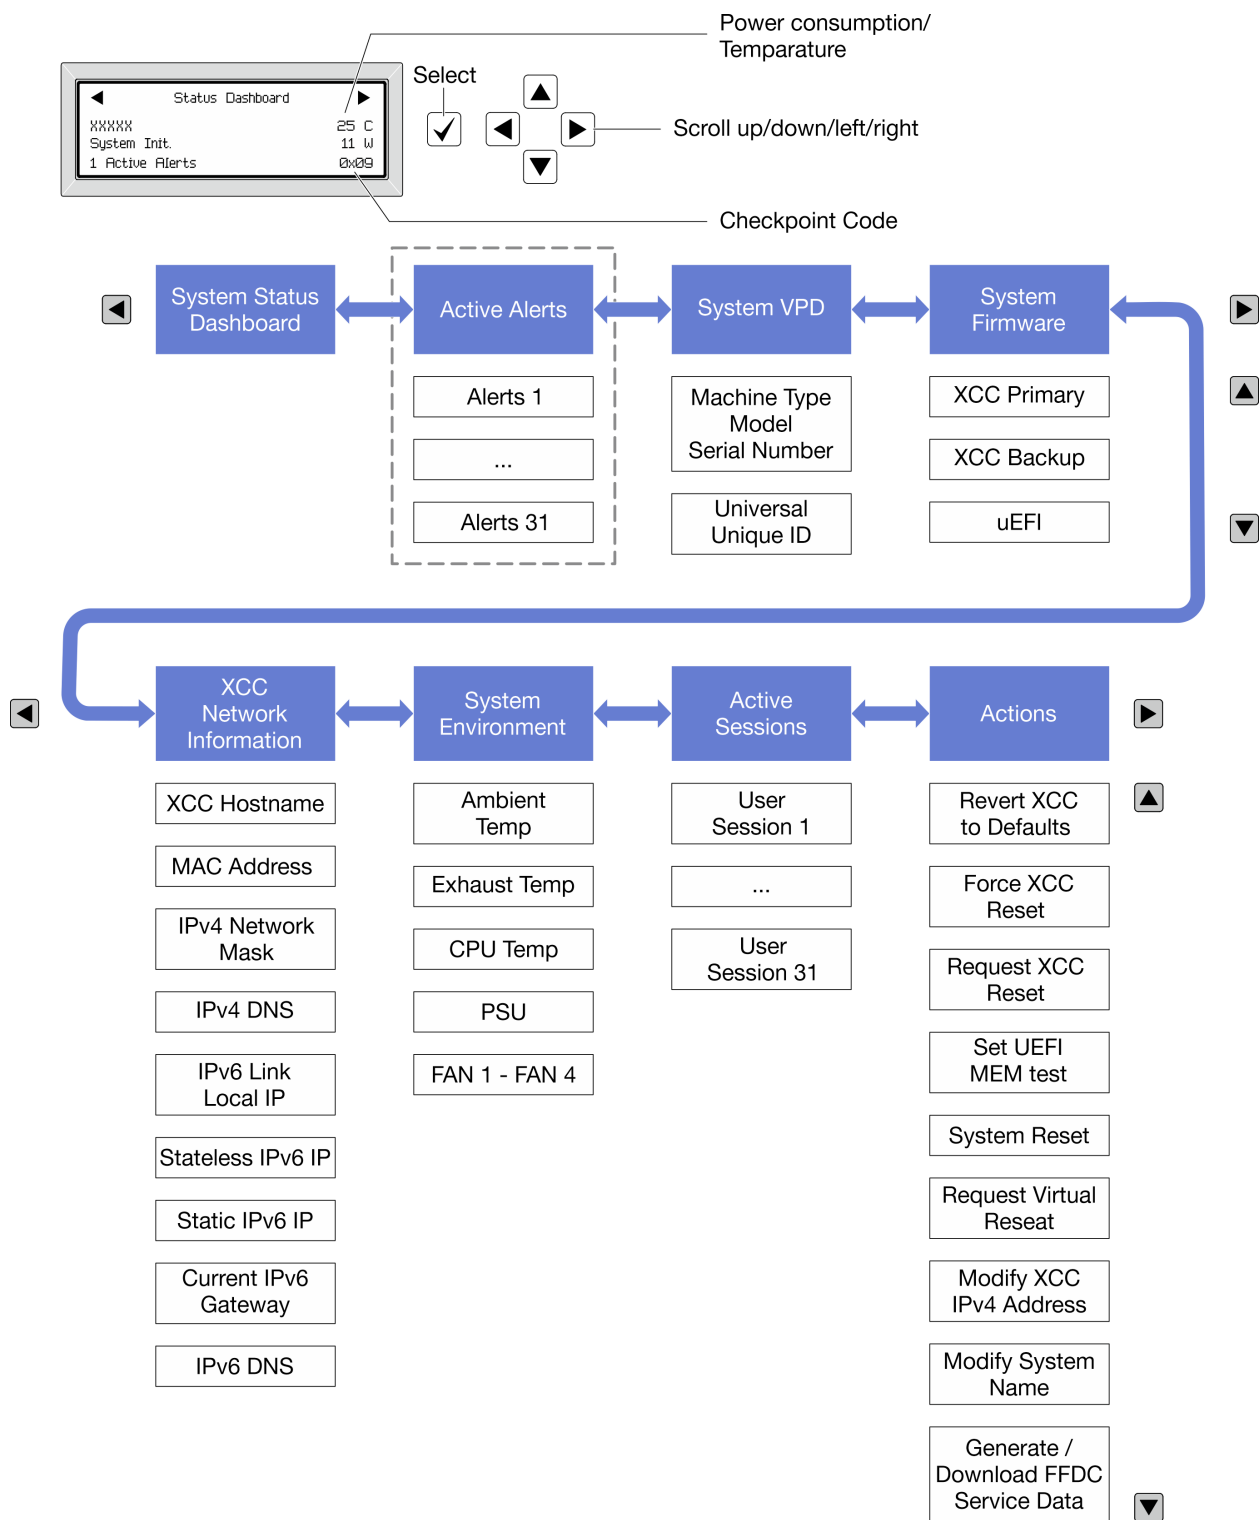 Power consumption/
Temparature
Select
Status Dashboard
XXXXX 25 C
System Init. 11 W
1 Active Alerts 0x09
Scroll up/down/left/right
Checkpoint Code
System Status
Dashboard
Active Alerts
System VPD
System
Firmware
Alerts 1
...
Alerts 31
Machine Type
Model
Serial Number
Universal
Unique ID
XCC Primary
XCC Backup
uEFI
XCC
Network
Information
System
Environment
Active
Sessions
Actions
XCC Hostname
MAC Address
IPv4 Network
Mask
IPv4 DNS
IPv6 Link
Local IP
Stateless IPv6 IP
Static IPv6 IP
Current IPv6
Gateway
IPv6 DNS
Ambient
Temp
Exhaust Temp
CPU Temp
PSU
FAN 1 - FAN 4
User
Session 1
...
User
Session 31
Revert XCC
to Defaults
Force XCC
Reset
Request XCC
Reset
Set UEFI
MEM test
System Reset
Request Virtual
Reseat
Modify XCC
IPv4 Address
Modify System
Name
Generate /
Download FFDC
Service Data